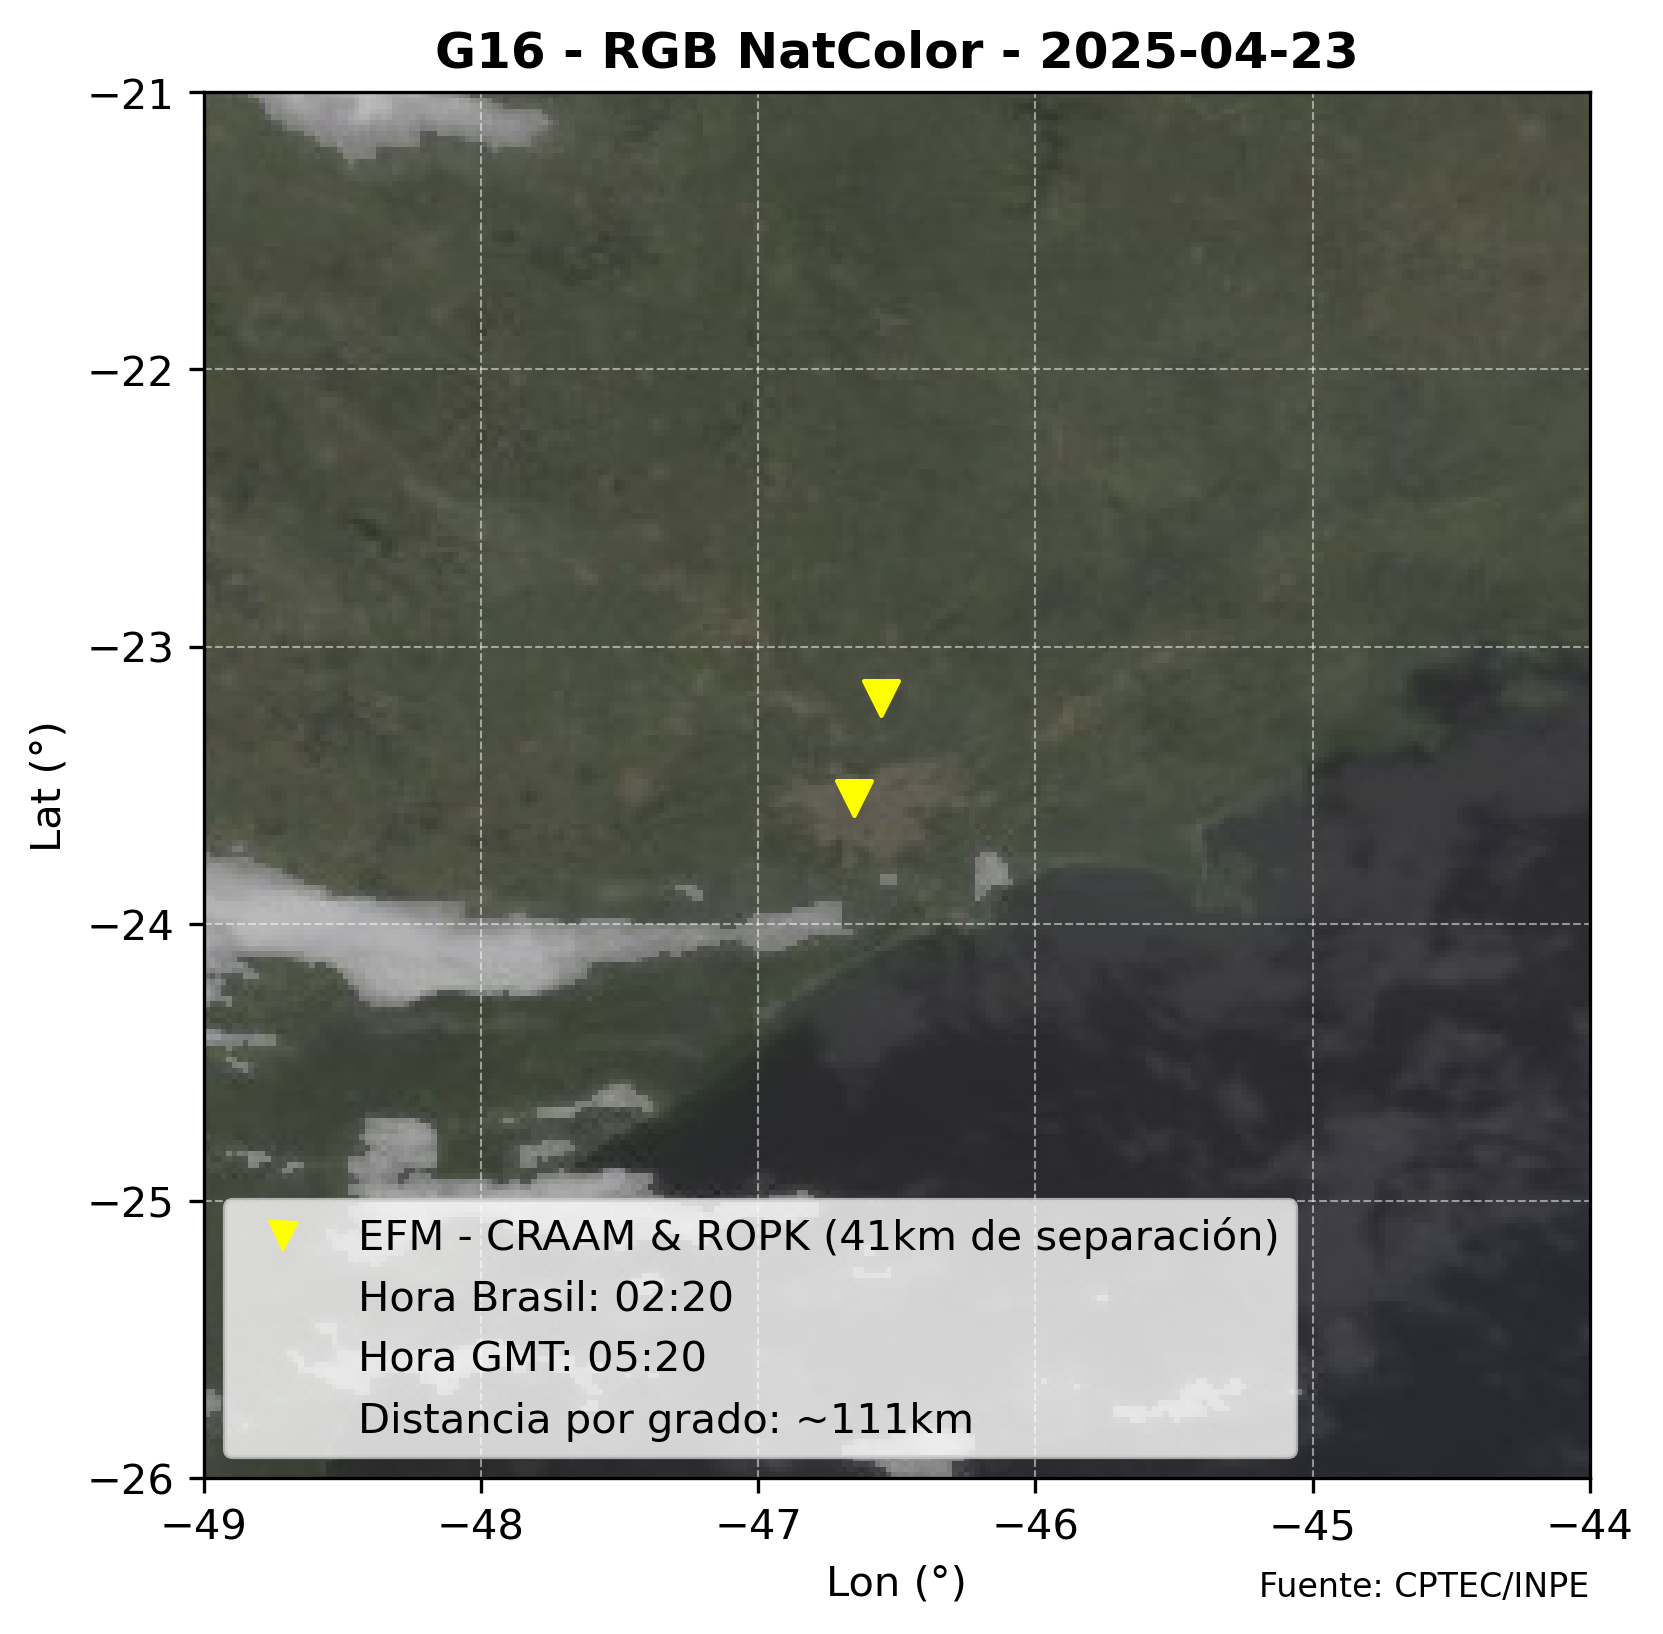 G16 - RGB NatColor - 2025-04-23
−21
−22
−23
−24
−25
−26
Lat (°)
EFM - CRAAM & ROPK (41km de separación)
Hora Brasil: 02:20
Hora GMT: 05:20
Distancia por grado: ~111km
−49 −48 −47 −46 −45 −44
Lon (°)
Fuente: CPTEC/INPE